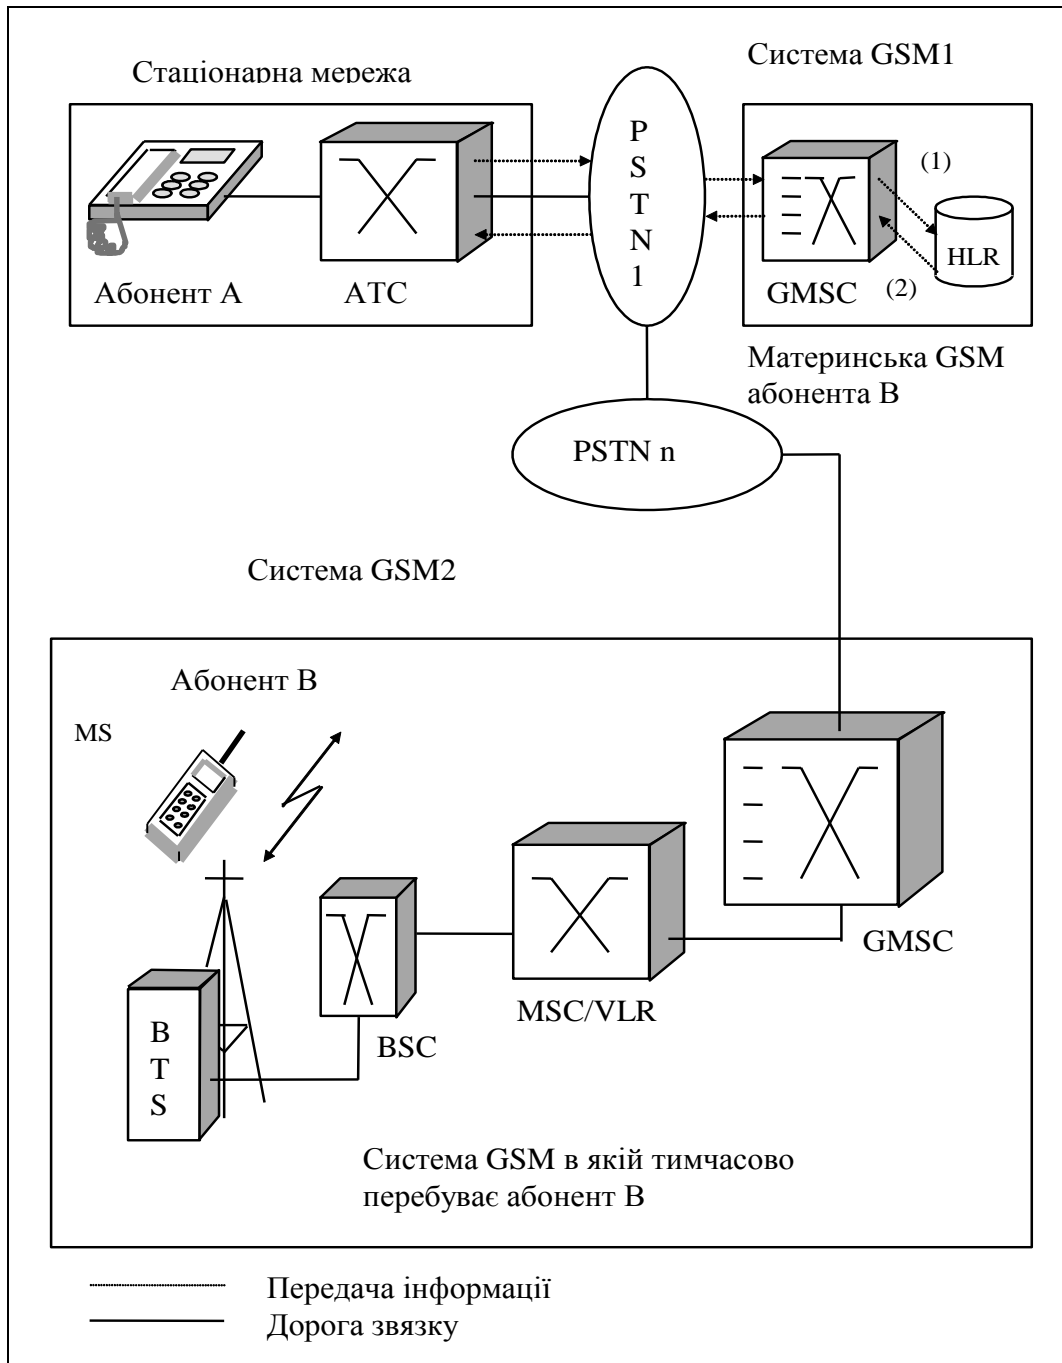 Стаціонарна мережа
Система GSM1
P
S
T
N
1
(1)
HLR
Абонент А
АТС
GMSC
(2)
Материнська GSM
абонента В
PSTN n
Система GSM2
Абонент В
MS
GMSC
MSC/VLR
BSC
B
T
S
Система GSM в якій тимчасово
перебуває абонент В
Передача інформації
Дорога звязку